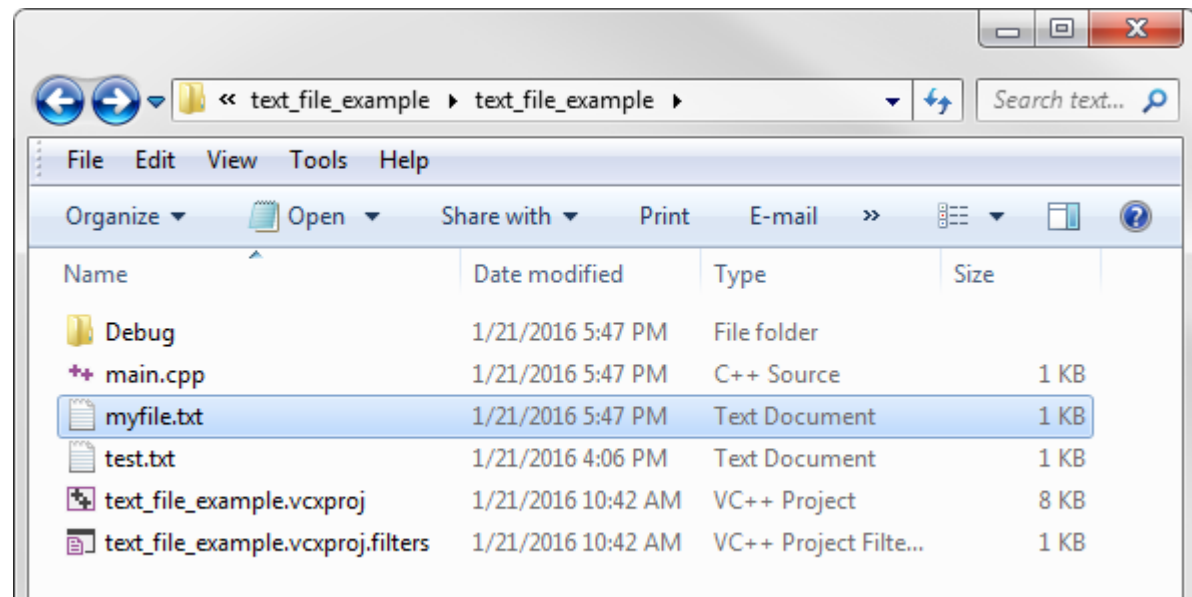 « text_file_example ▸ text_file_example ▸ Search text...
File Edit View Tools Help
Organize ▾ Open ▾ Share with ▾ Print E-mail »
Name Date modified Type Size
Debug 1/21/2016 5:47 PM File folder
main.cpp 1/21/2016 5:47 PM C++ Source 1 KB
myfile.txt 1/21/2016 5:47 PM Text Document 1 KB
test.txt 1/21/2016 4:06 PM Text Document 1 KB
text_file_example.vcxproj 1/21/2016 10:42 AM VC++ Project 8 KB
text_file_example.vcxproj.filters 1/21/2016 10:42 AM VC++ Project Filte... 1 KB